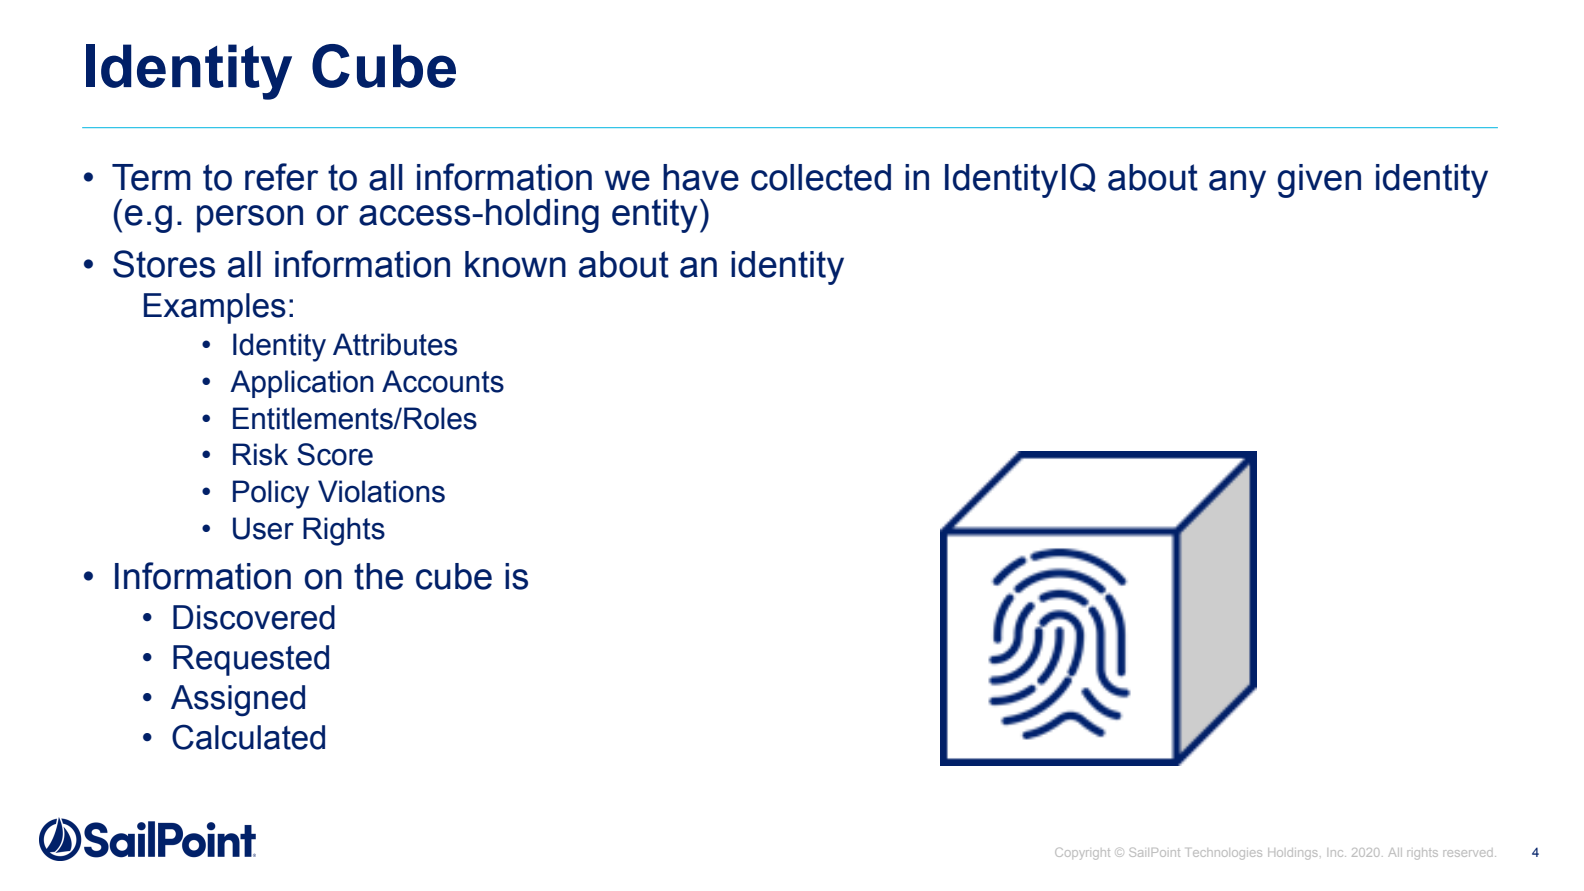 Identity Cube
• Term to refer to all information we have collected in IdentityIQ about any given identity
(e.g. person or access-holding entity)
• Stores all information known about an identity
Examples:
• Identity Attributes
• Application Accounts
• Entitlements/Roles
• Risk Score
• Policy Violations
• User Rights
• Information on the cube is
• Discovered
• Requested
• Assigned
• Calculated
SailPoint
Copyright © SailPoint Technologies Holdings, Inc. 2020. All rights reserved. 4